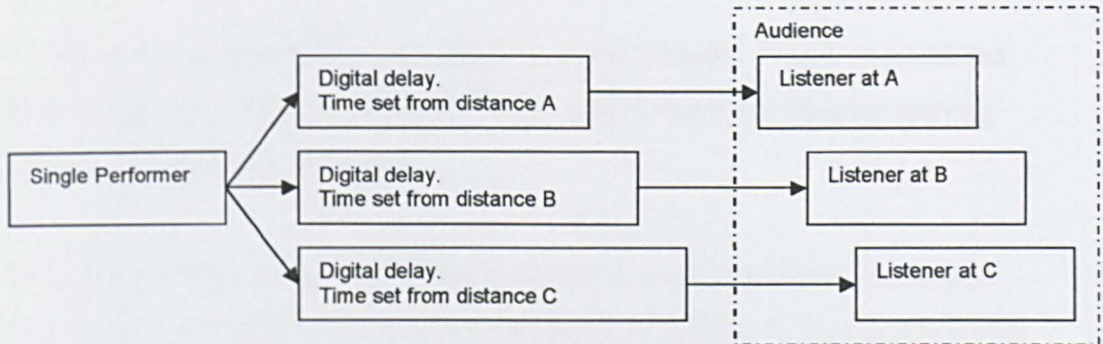 Audience
Digital delay.
Time set from distance A
Listener at A
Single Performer
Digital delay.
Time set from distance B
Listener at B
Digital delay.
Time set from distance C
Listener at C